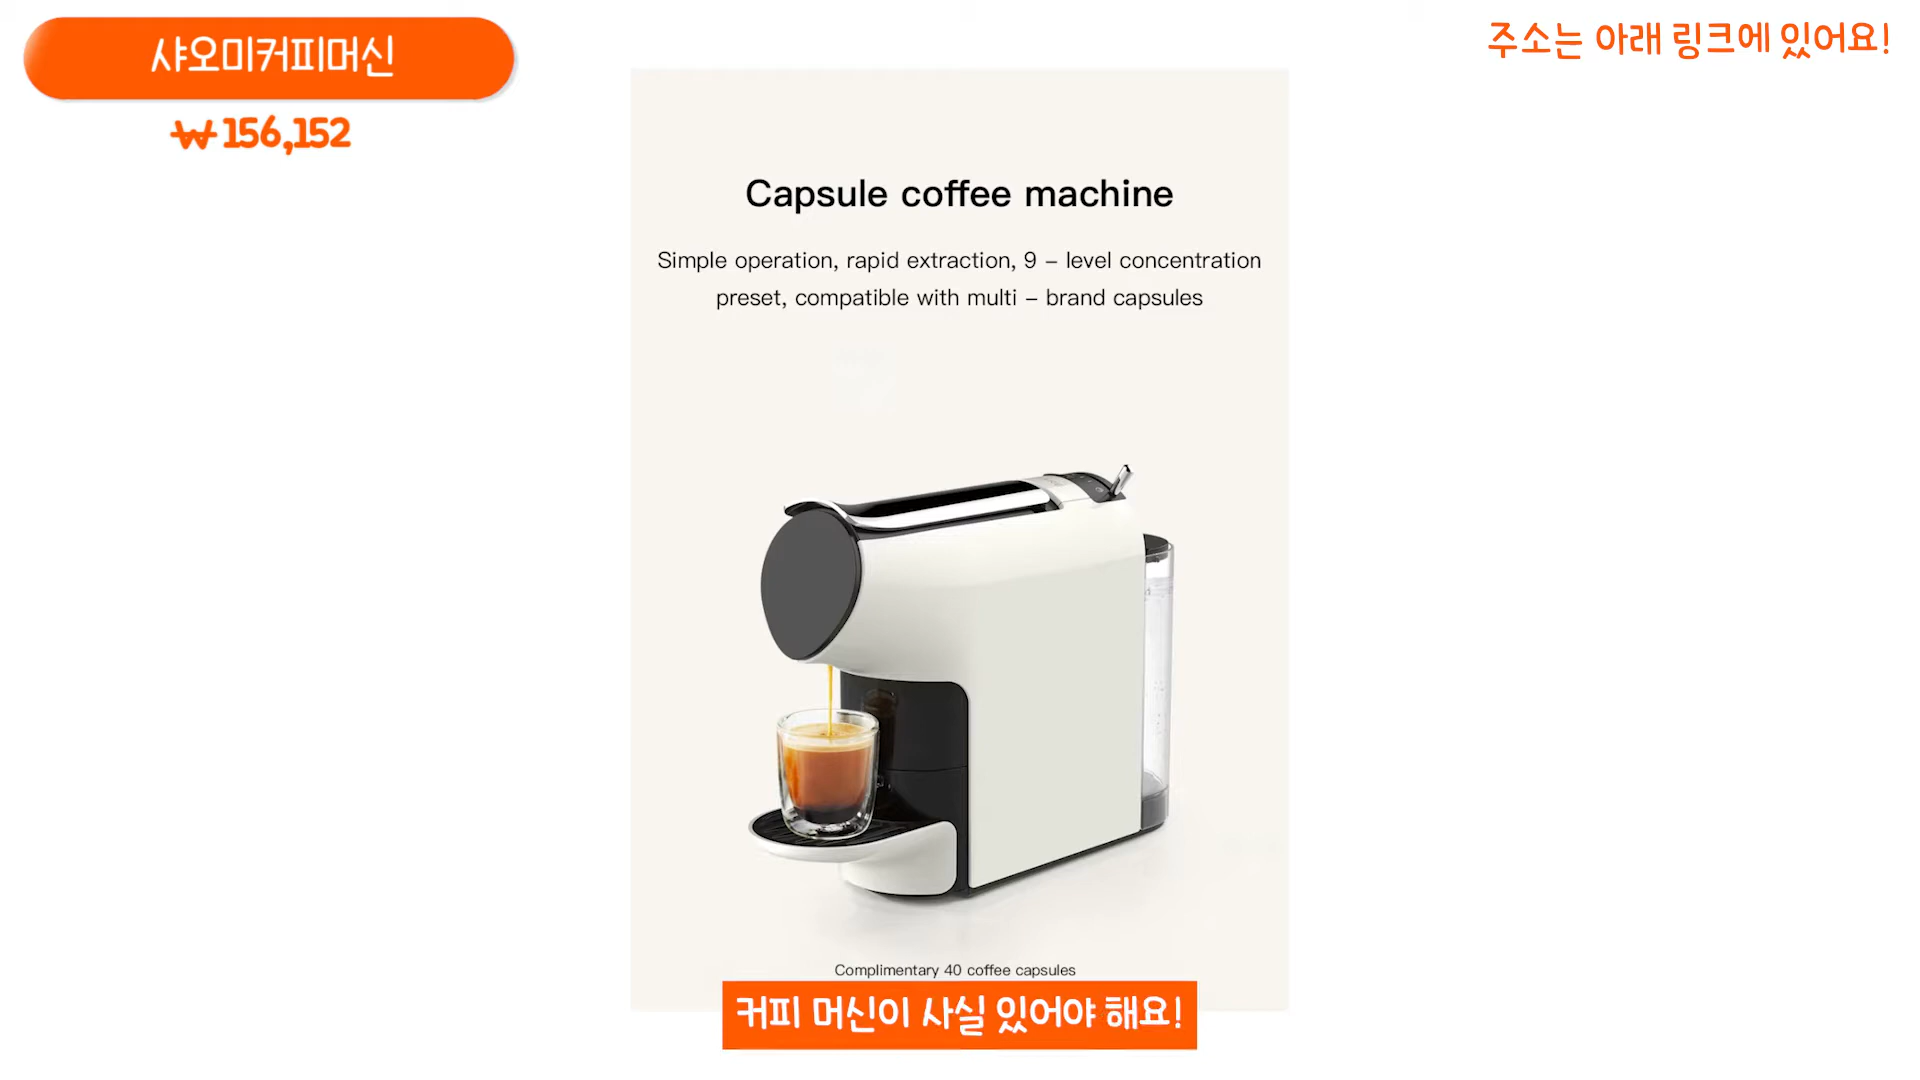 샤오미커피머신
₩156,152
주소는 아래 링크에 있어요!
Capsule coffee machine
Simple operation, rapid extraction, 9 – level concentration
preset, compatible with multi – brand capsules
Complimentary 40 coffee capsules
커피 머신이 사실 있어야 해요!